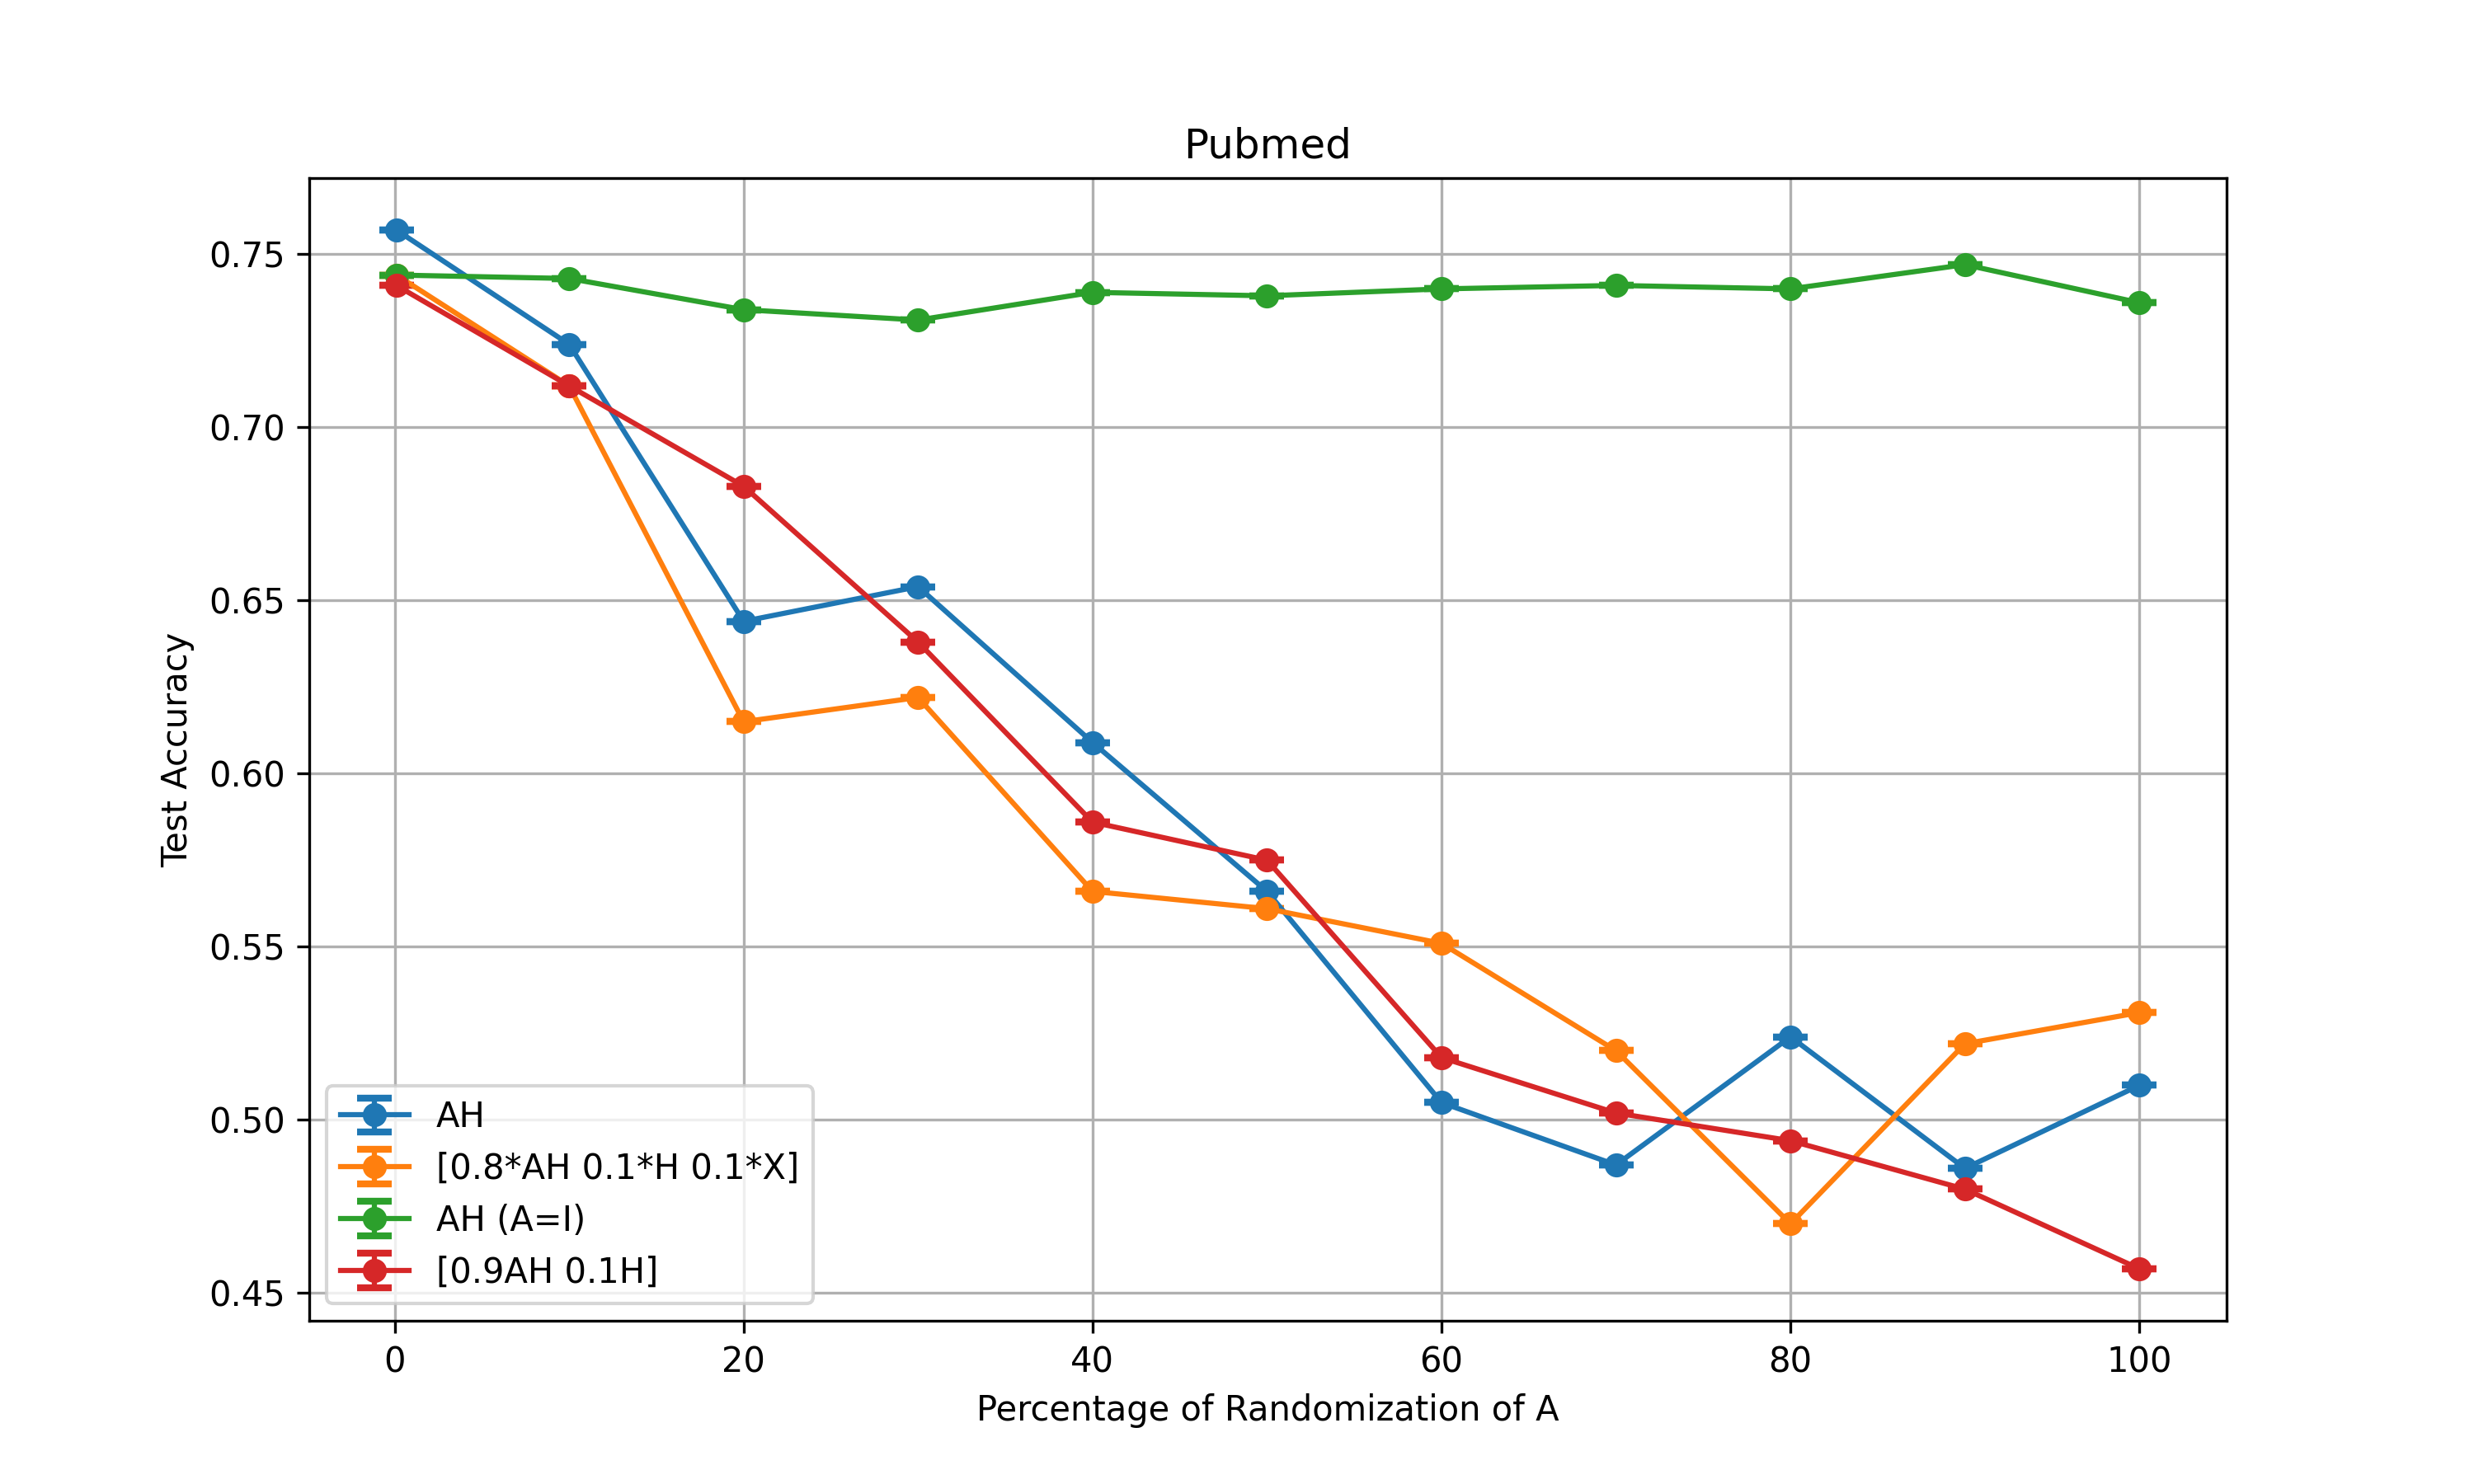 Pubmed
0.75
0.70
0.65
0.60
0.55
0.50
0.45
Test Accuracy
AH
[0.8*AH 0.1*H 0.1*X]
AH (A=I)
[0.9AH 0.1H]
0 20 40 60 80 100
Percentage of Randomization of A